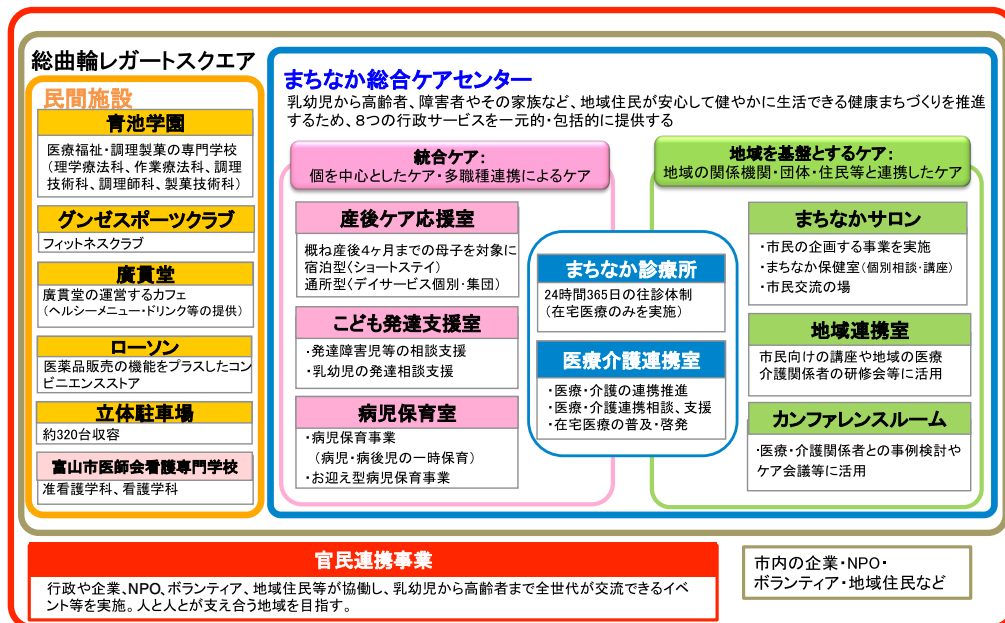 総曲輪レガートスクエア
民間施設
青池学園
医療福祉・調理製菓の専門学校
(理学療法科、作業療法科、調理
技術科、調理師科、製菓技術科)
グンゼスポーツクラブ
フィットネスクラブ
廣貫堂
廣貫堂の運営するカフェ
(ヘルシーメニュー・ドリンク等の提供)
ローソン
医薬品販売の機能をプラスしたコン
ビニエンスストア
立体駐車場
約320台収容
富山市医師会看護専門学校
准看護学科、看護学科
まちなか総合ケアセンター
乳幼児から高齢者、障害者やその家族など、地域住民が安心して健やかに生活できる健康まちづくりを推進
するため、8つの行政サービスを一元的・包括的に提供する
統合ケア:
個を中心としたケア・多職種連携によるケア
産後ケア応援室
概ね産後4ヶ月までの母子を対象に
宿泊型(ショートステイ)
通所型(デイサービス個別・集団)
こども発達支援室
・発達障害児等の相談支援
・乳幼児の発達相談支援
病児保育室
・病児保育事業
(病児・病後児の一時保育)
・お迎え型病児保育事業
まちなか診療所
24時間365日の往診体制
(在宅医療のみを実施)
医療介護連携室
・医療・介護の連携推進
・医療・介護連携相談、支援
・在宅医療の普及・啓発
地域を基盤とするケア:
地域の関係機関・団体・住民等と連携したケア
まちなかサロン
・市民の企画する事業を実施
・まちなか保健室(個別相談・講座)
・市民交流の場
地域連携室
市民向けの講座や地域の医療
介護関係者の研修会等に活用
カンファレンスルーム
・医療・介護関係者との事例検討や
ケア会議等に活用
官民連携事業
行政や企業、NPO、ボランティア、地域住民等が協働し、乳幼児から高齢者まで全世代が交流できるイベ
ント等を実施。人と人とが支え合う地域を目指す。
市内の企業・NPO・
ボランティア・地域住民など